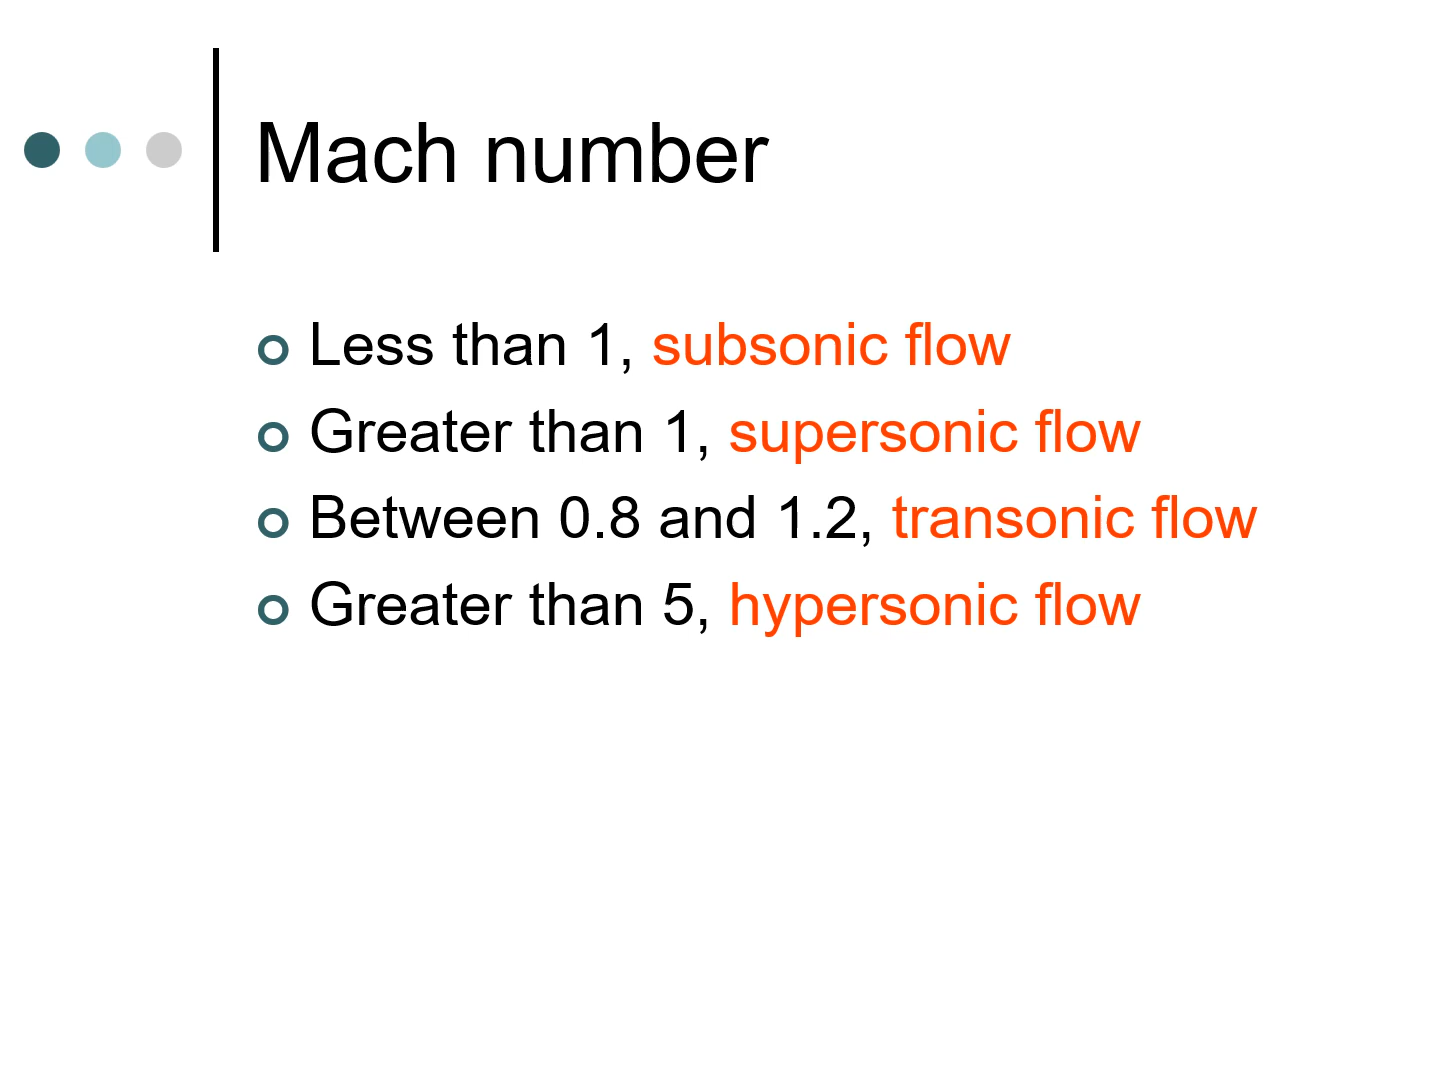 Mach number
Less than 1, subsonic flow
Greater than 1, supersonic flow
Between 0.8 and 1.2, transonic flow
Greater than 5, hypersonic flow